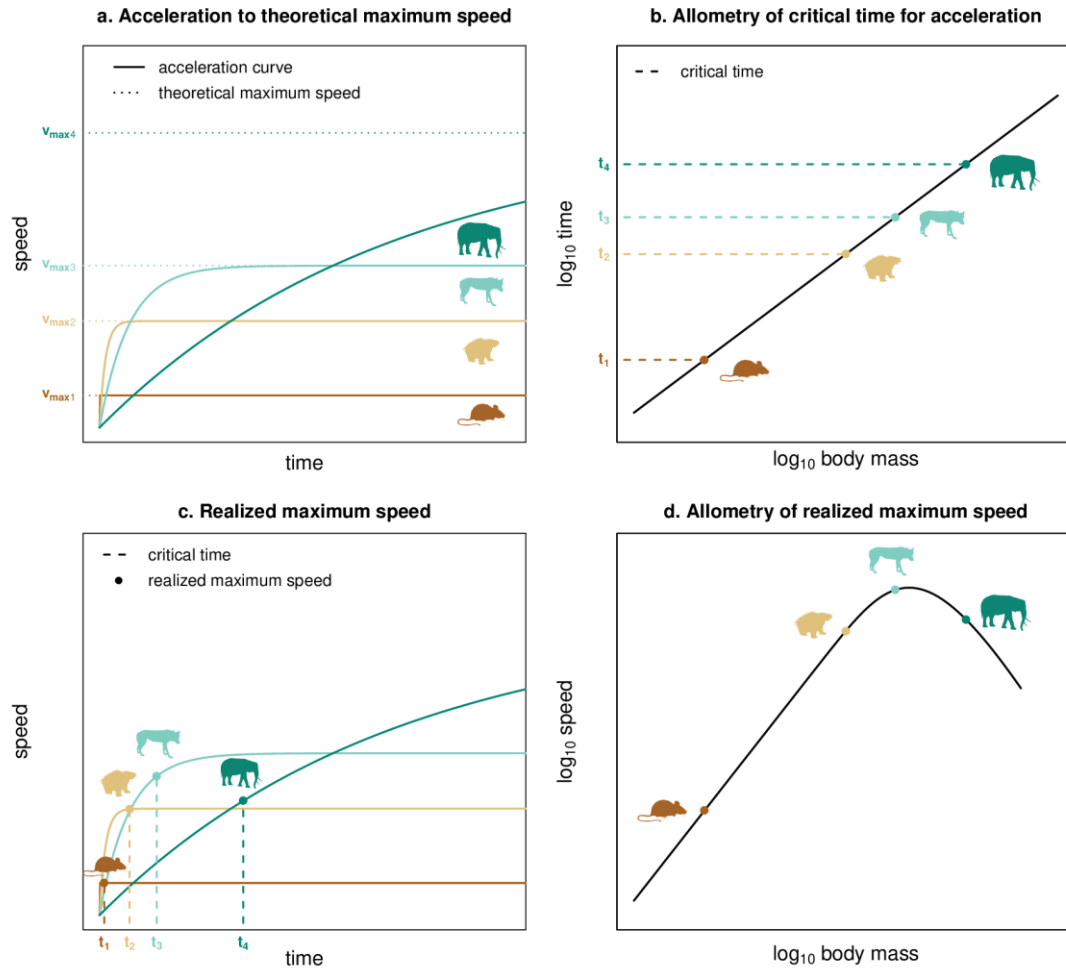 a. Acceleration to theoretical maximum speed
acceleration curve
theoretical maximum speed
vmax4
vmax3
vmax2
vmax1
speed
time
b. Allometry of critical time for acceleration
critical time
t4
t3
t2
t1
log10 time
log10 body mass
c. Realized maximum speed
critical time
realized maximum speed
speed
t1 t2 t3 t4
time
d. Allometry of realized maximum speed
log10 speed
log10 body mass